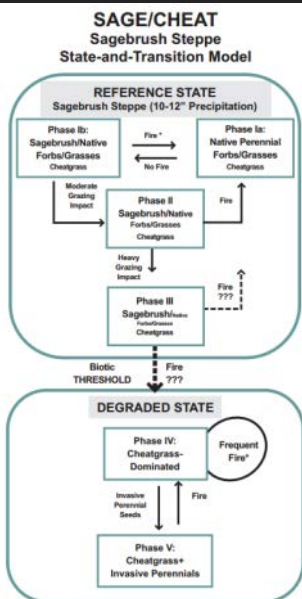 SAGE/CHEAT
Sagebrush Steppe
State-and-Transition Model
REFERENCE STATE
Sagebrush Steppe (10-12" Precipitation)
Phase Ib:
Sagebrush/Native
Forbs/Grasses
Cheatgrass
Fire *
No Fire
Phase Ia:
Native Perennial
Forbs/Grasses
Cheatgrass
Moderate
Grazing
Impact
Phase II
Sagebrush/Native
Forbs/Grasses
Cheatgrass
Fire
Heavy
Grazing
Impact
Phase III
Sagebrush/Native
Forbs/Grasses
Cheatgrass
Fire
???
Biotic
THRESHOLD
Fire
???
DEGRADED STATE
Phase IV:
Cheatgrass-
Dominated
Frequent
Fire*
Invasive
Perennial
Seeds
Fire
Phase V:
Cheatgrass+
Invasive Perennials